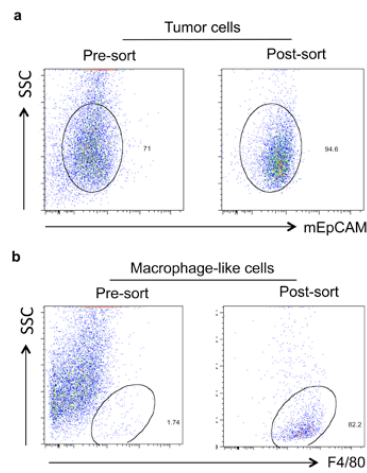 a
Tumor cells
Pre-sort Post-sort
SSC
71
94.6
mEpCAM
b
Macrophage-like cells
Pre-sort Post-sort
SSC
1.74
82.2
F4/80